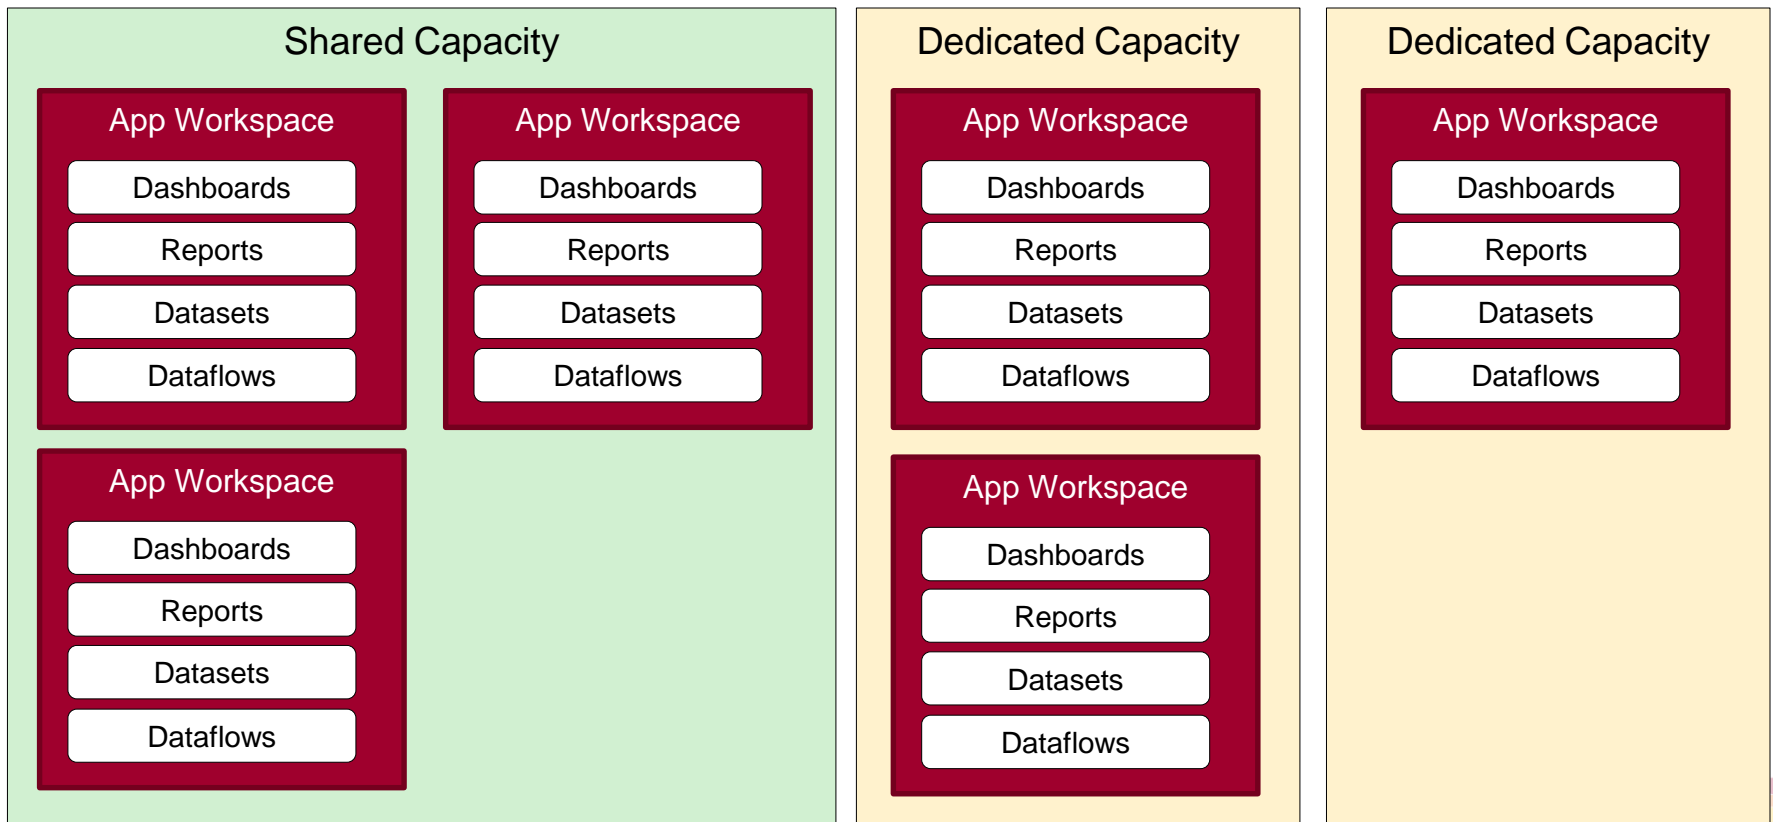 Shared Capacity
App Workspace
Dashboards
Reports
Datasets
Dataflows
App Workspace
Dashboards
Reports
Datasets
Dataflows
App Workspace
Dashboards
Reports
Datasets
Dataflows
Dedicated Capacity
App Workspace
Dashboards
Reports
Datasets
Dataflows
App Workspace
Dashboards
Reports
Datasets
Dataflows
Dedicated Capacity
App Workspace
Dashboards
Reports
Datasets
Dataflows